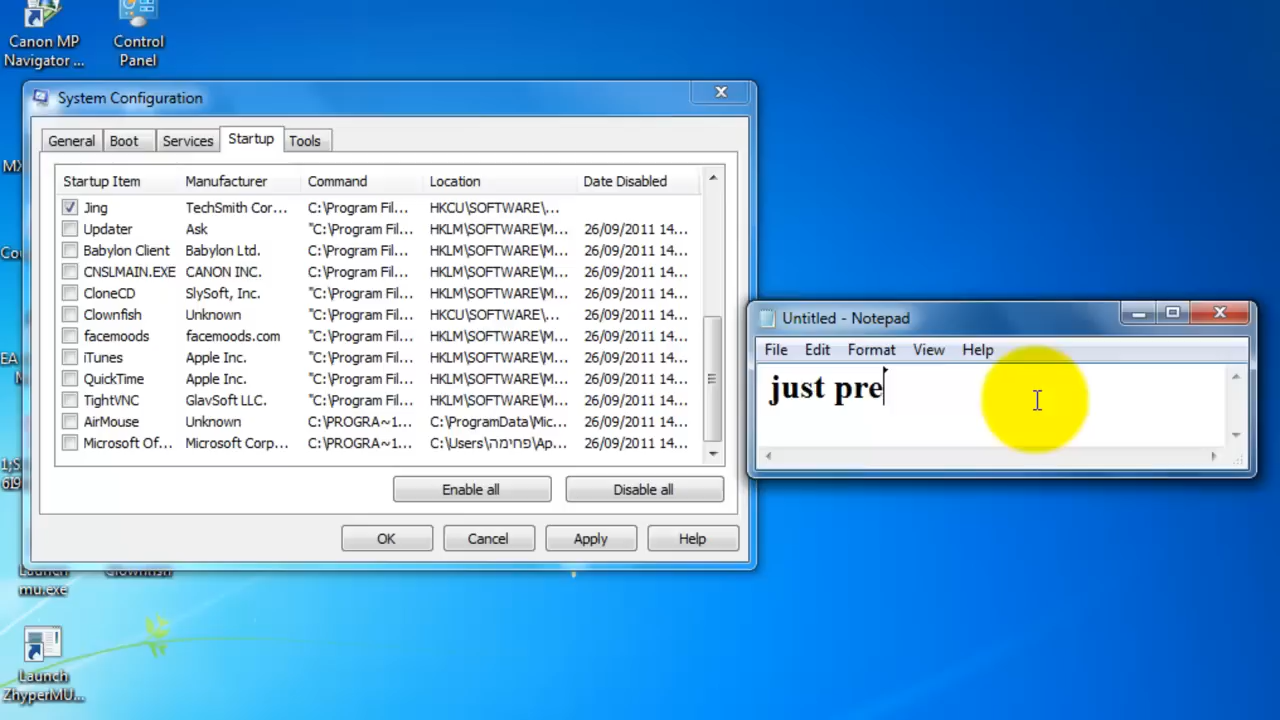 Canon MP
Navigator ...
Control
Panel
System Configuration
General
Boot
Services
Startup
Tools
Startup Item Manufacturer Command Location Date Disabled
Jing TechSmith Cor... C:\Program Fil... HKCU\SOFTWARE\...
Updater Ask "C:\Program Fil... HKLM\SOFTWARE\M... 26/09/2011 14...
Babylon Client Babylon Ltd. C:\Program Fil... HKLM\SOFTWARE\M... 26/09/2011 14...
CNSLMAIN.EXE CANON INC. C:\Program Fil... HKLM\SOFTWARE\M... 26/09/2011 14...
CloneCD SlySoft, Inc. "C:\Program Fil... HKLM\SOFTWARE\M... 26/09/2011 14...
Clownfish Unknown "C:\Program Fil... HKLM\SOFTWARE\M... 26/09/2011 14...
facemoods facemoods.com "C:\Program Fil... HKLM\SOFTWARE\M... 26/09/2011 14...
iTunes Apple Inc. "C:\Program Fil... HKLM\SOFTWARE\M... 26/09/2011 14...
QuickTime Apple Inc. "C:\Program Fil... HKLM\SOFTWARE\M... 26/09/2011 14...
TightVNC GlavSoft LLC. "C:\Program Fil... HKLM\SOFTWARE\M... 26/09/2011 14...
AirMouse Unknown C:\PROGRA~1... C:\ProgramData\Mic... 26/09/2011 14...
Microsoft Of... Microsoft Corp... C:\PROGRA~1... C:\Users\פחימה\Ap... 26/09/2011 14...
Enable all
Disable all
OK
Cancel
Apply
Help
Untitled - Notepad
File Edit Format View Help
just pre
MX
Cou
EA
619
mu.exe
Launch
ZhyperMU...